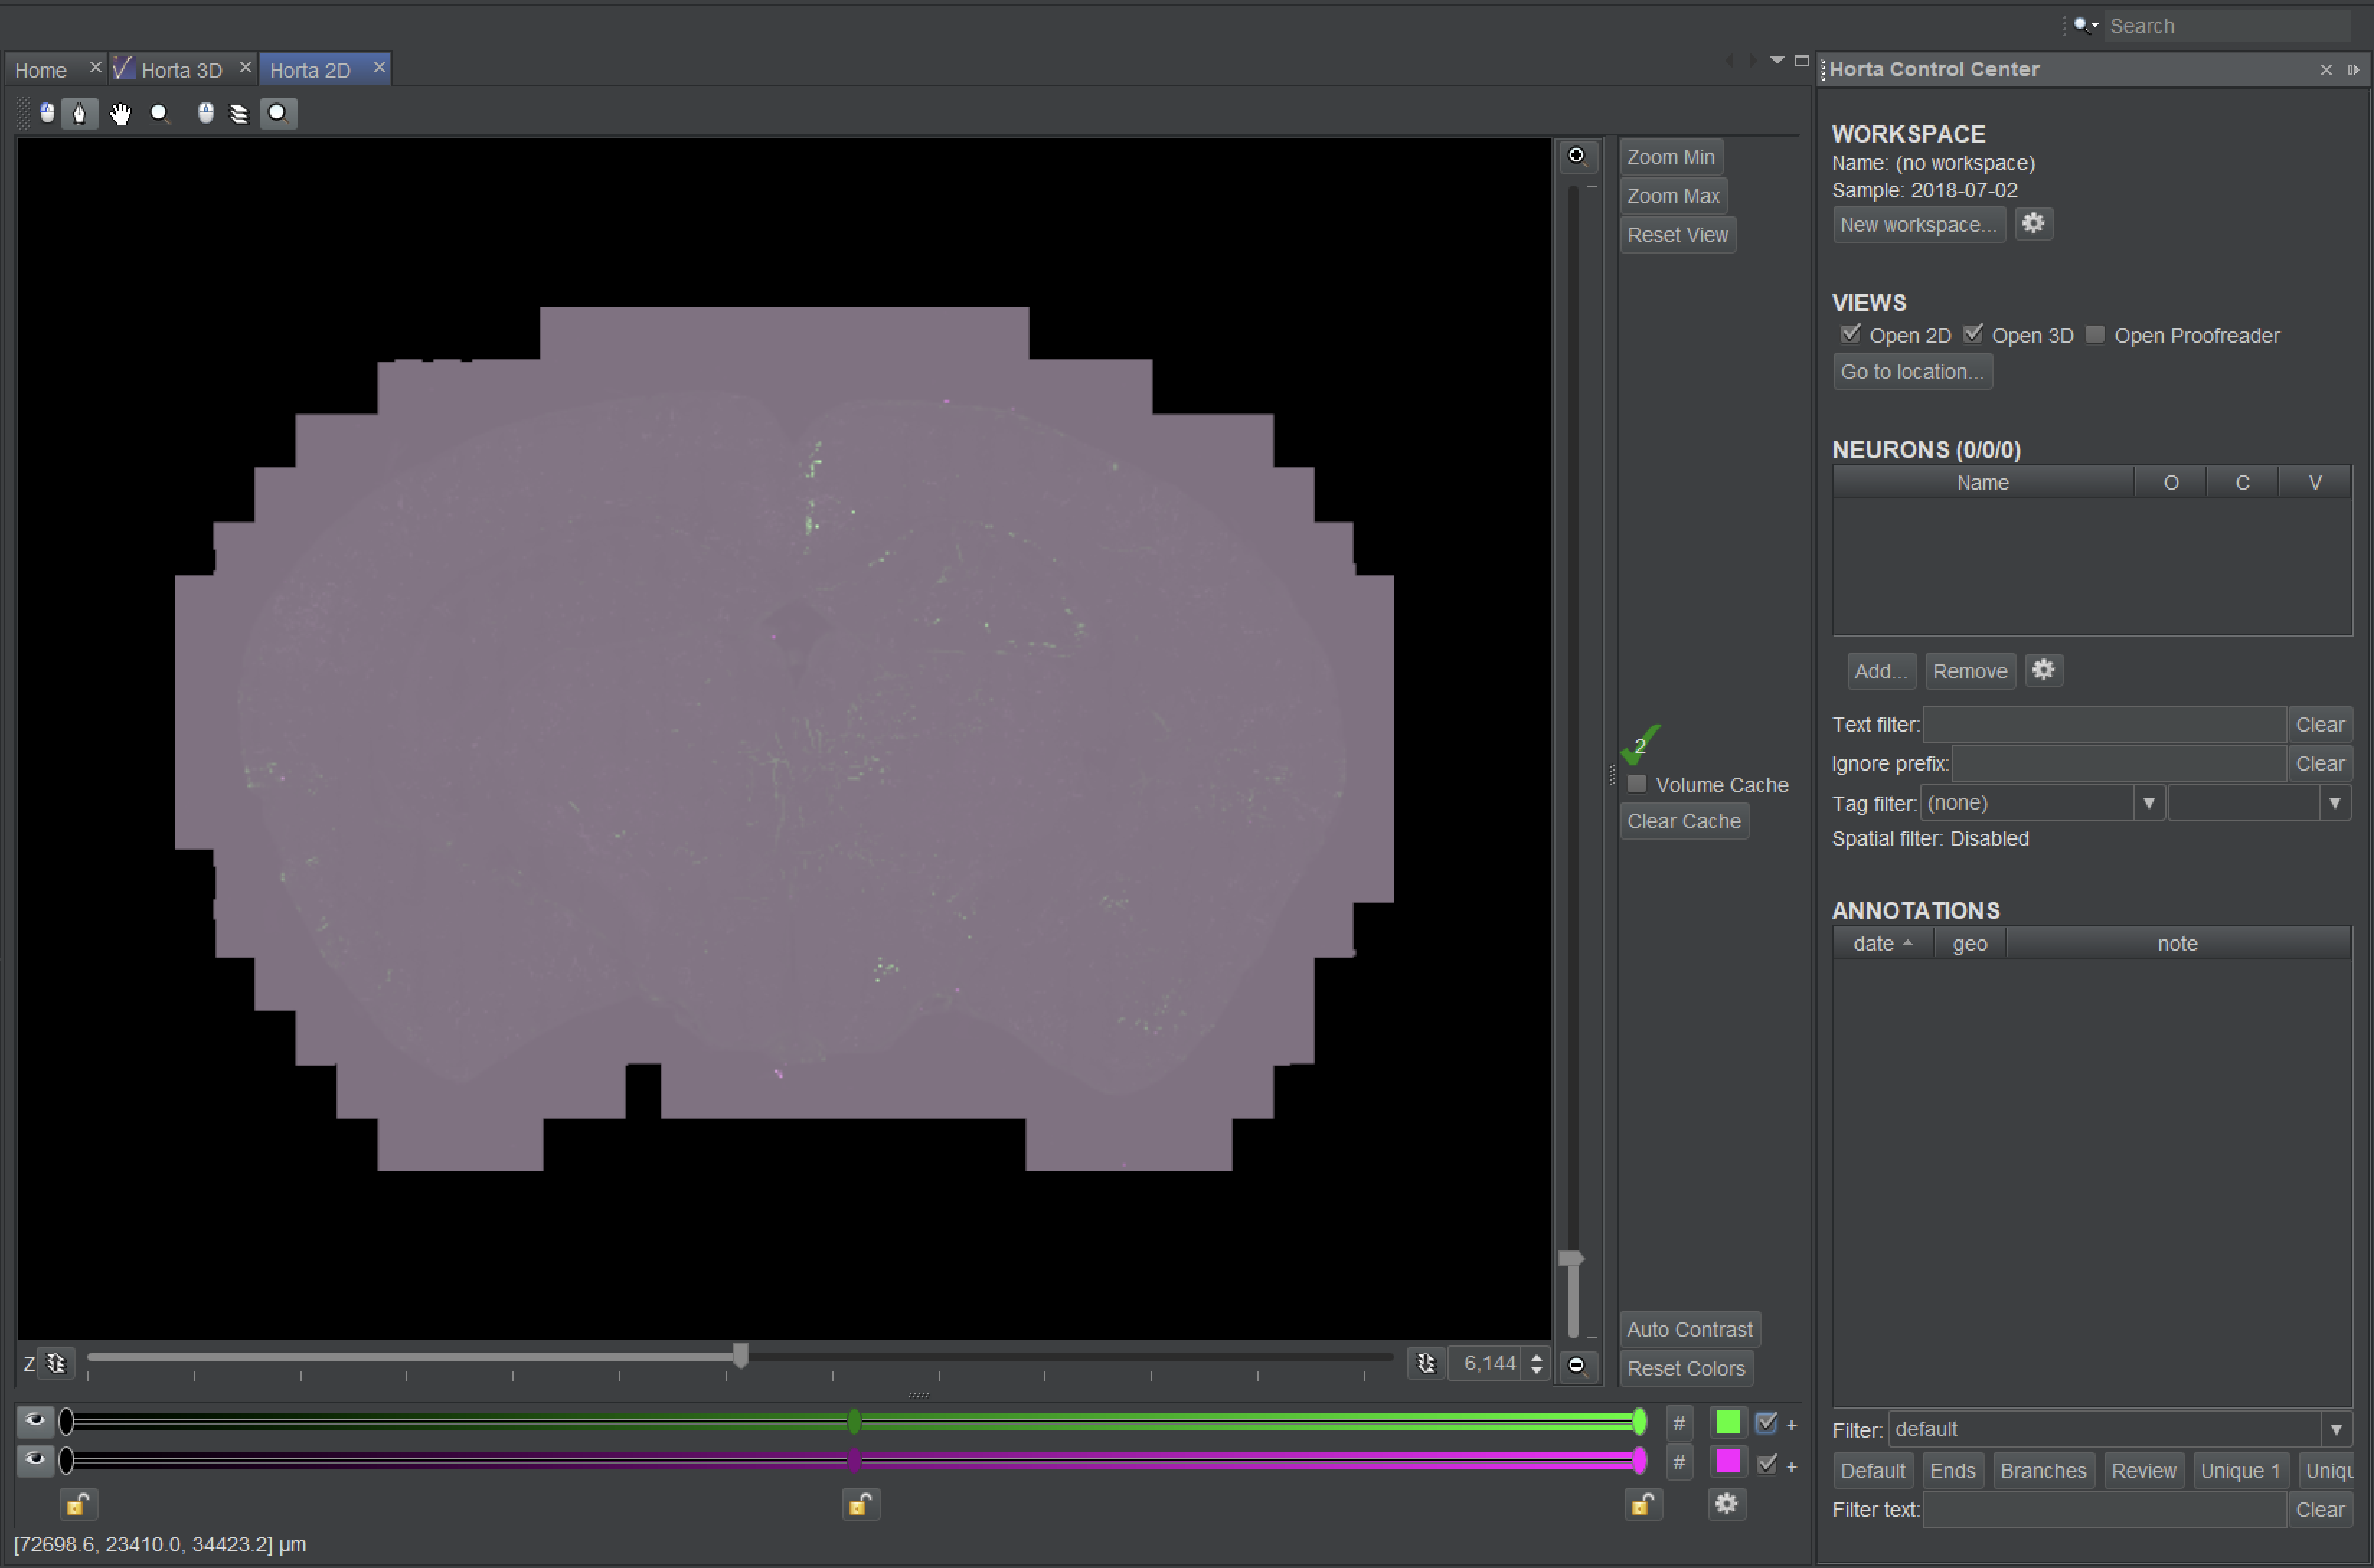 Search
Home
Horta 3D
Horta 2D
Horta Control Center
Zoom Min
Zoom Max
Reset View
2
Volume Cache
Clear Cache
Auto Contrast
Reset Colors
Z
6,144
#
+
#
+
[72698.6, 23410.0, 34423.2] µm
WORKSPACE
Name: (no workspace)
Sample: 2018-07-02
New workspace...
VIEWS
Open 2D Open 3D Open Proofreader
Go to location...
NEURONS (0/0/0)
Name O C V
Add... Remove
Text filter: Clear
Ignore prefix: Clear
Tag filter: (none)
Spatial filter: Disabled
ANNOTATIONS
date geo note
Filter: default
Default Ends Branches Review Unique 1 Uniqu
Filter text: Clear